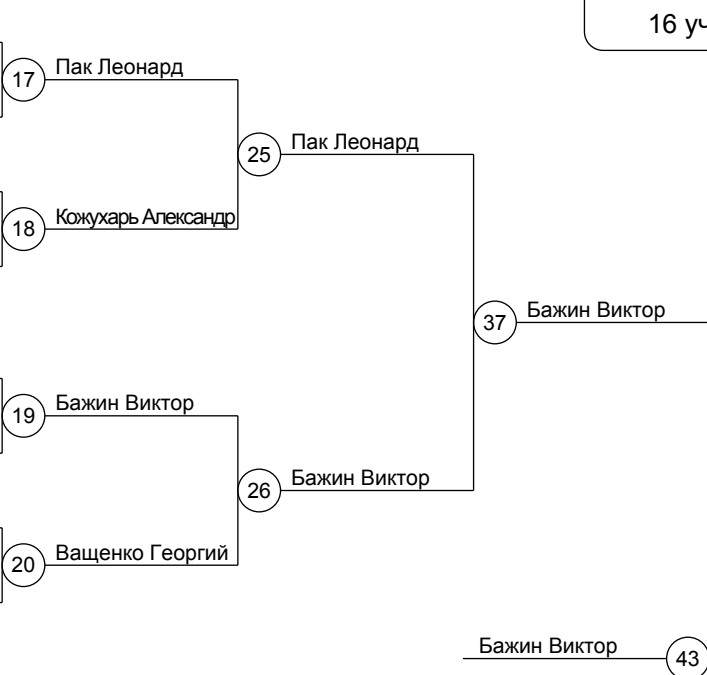 16 уч
17 Пак Леонард
25 Пак Леонард
18 Кожухарь Александр
37 Бажин Виктор
19 Бажин Виктор
26 Бажин Виктор
20 Ващенко Георгий
Бажин Виктор 43